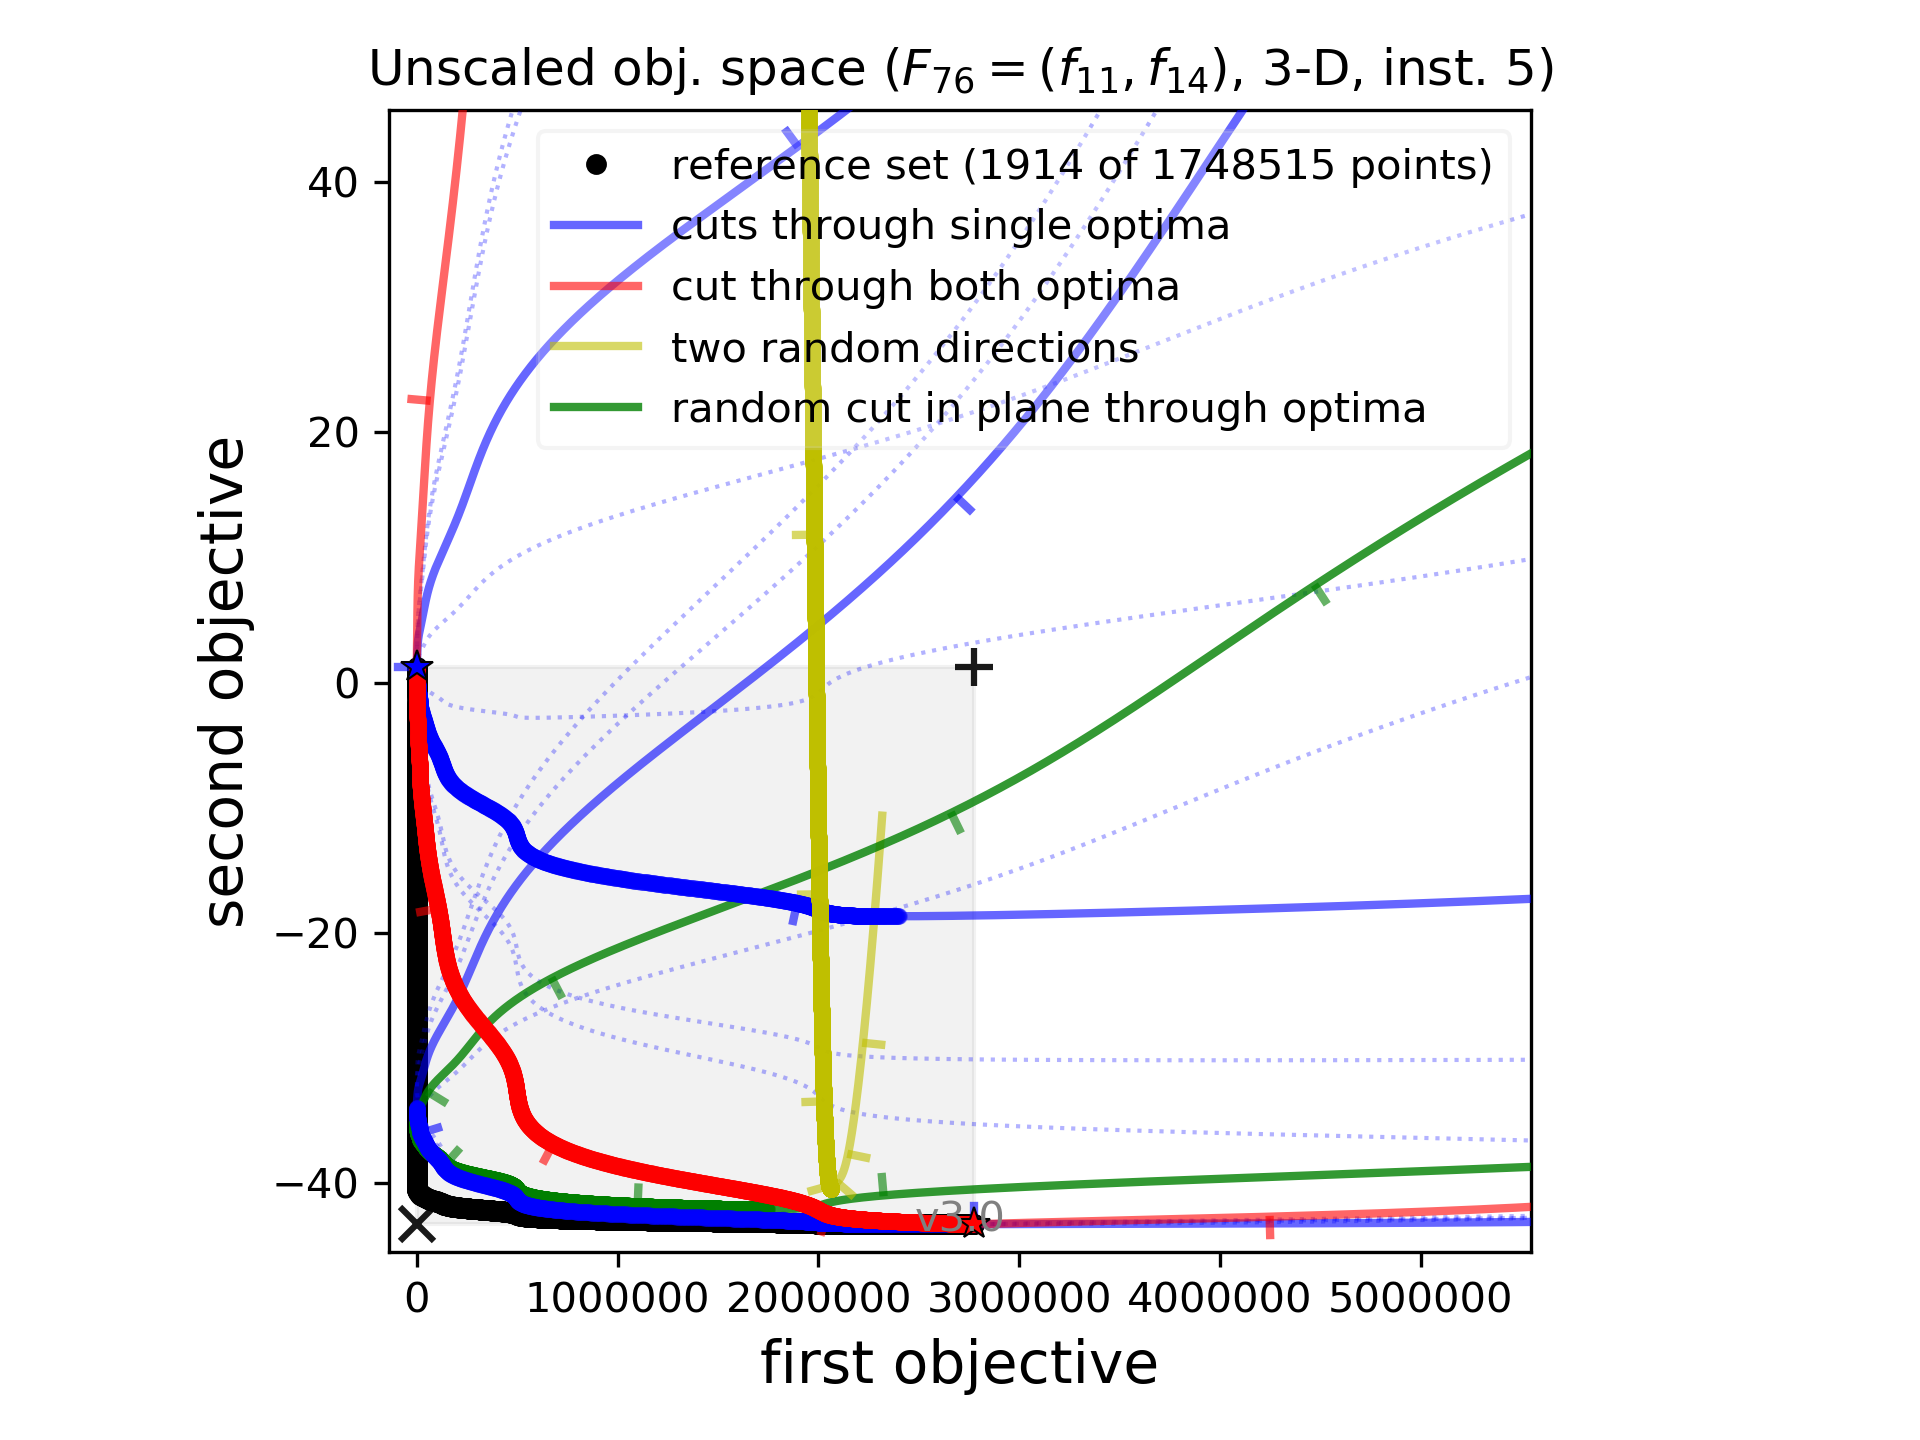 Unscaled obj. space (F76 = (f11, f14), 3-D, inst. 5)
reference set (1914 of 1748515 points)
cuts through single optima
cut through both optima
two random directions
random cut in plane through optima
second objective
40
20
0
−20
−40
v3.0
0 1000000 2000000 3000000 4000000 5000000
first objective